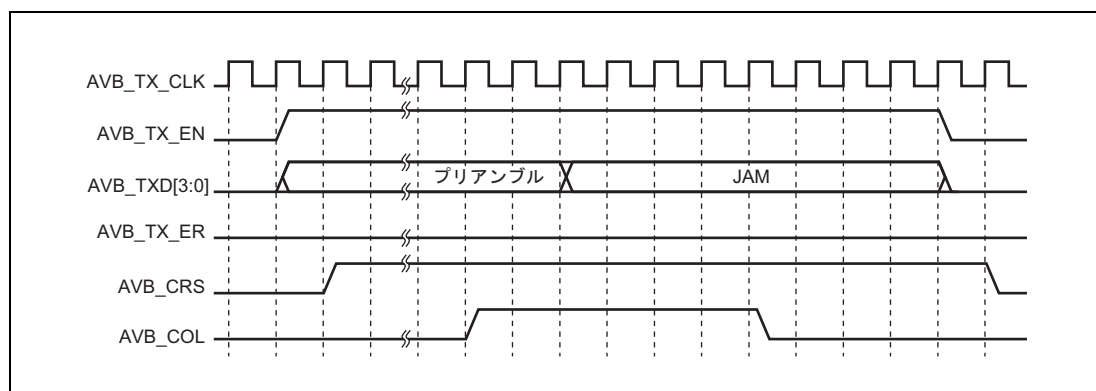 AVB_TX_CLK
AVB_TX_EN
AVB_TXD[3:0]
プリアンブル
JAM
AVB_TX_ER
AVB_CRS
AVB_COL